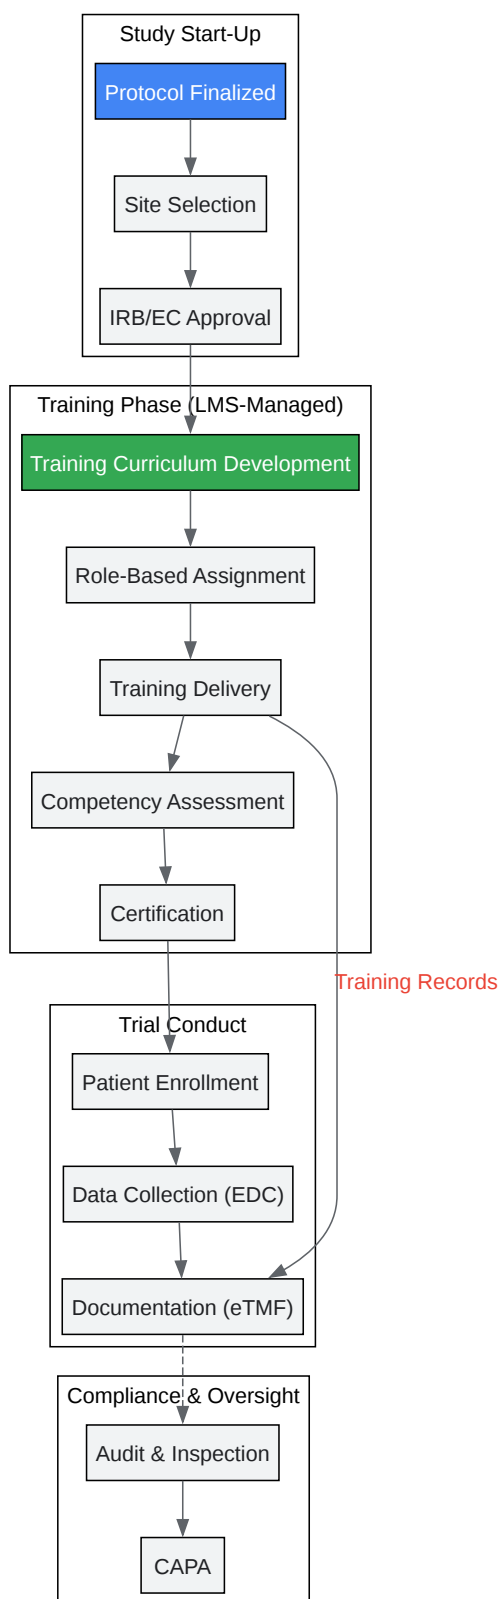 Study Start-Up
Protocol Finalized
Site Selection
IRB/EC Approval
Training Phase (LMS-Managed)
Training Curriculum Development
Role-Based Assignment
Training Delivery
Competency Assessment
Certification
Training Records
Trial Conduct
Patient Enrollment
Data Collection (EDC)
Documentation (eTMF)
Compliance & Oversight
Audit & Inspection
CAPA